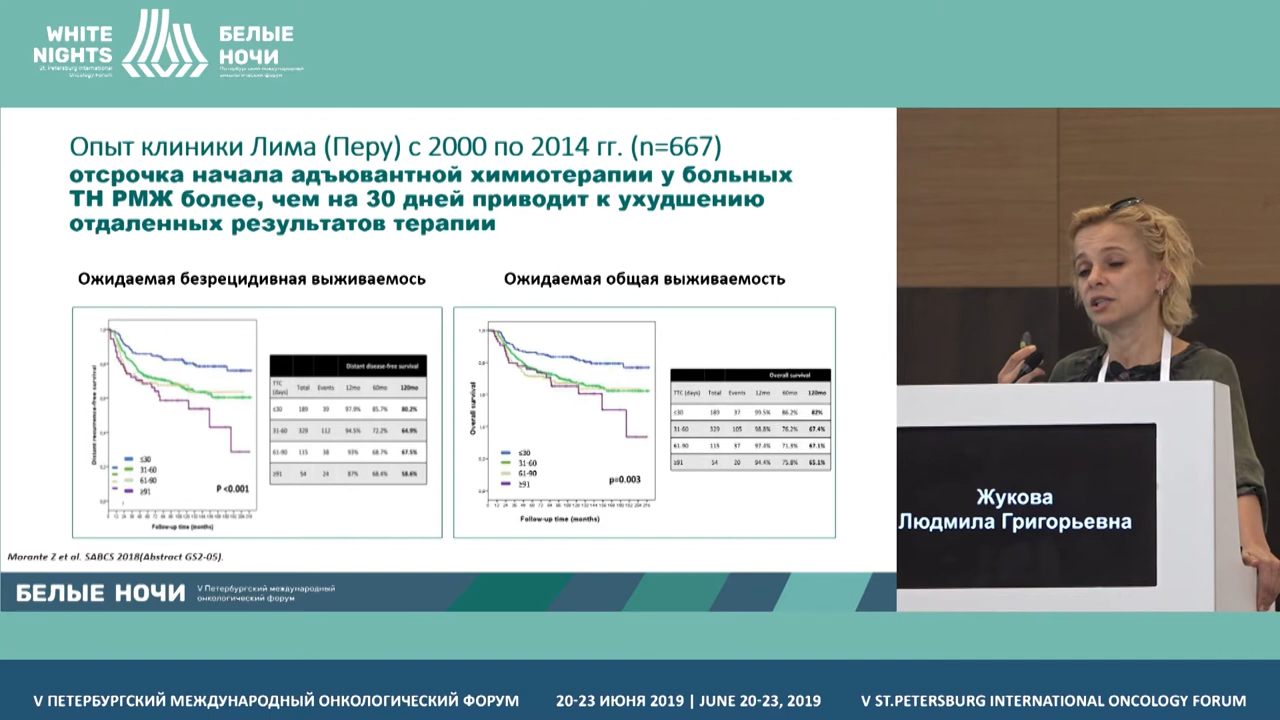 WHITE
NIGHTS
St. Petersburg International
Oncology Forum
БЕЛЫЕ
НОЧИ
Петербургский международный
онкологический форум
Опыт клиники Лима (Перу) с 2000 по 2014 гг. (n=667)
отсрочка начала адъювантной химиотерапии у больных
ТН РМЖ более, чем на 30 дней приводит к ухудшению
отдаленных результатов терапии
Ожидаемая безрецидивная выживаемось
Distant recurrence-free survival
≤30
31-60
61-90
≥91
P <0.001
Follow-up time (months)
Distant disease-free survival
TTC (days) Total Events 12mo 60mo 120mo
≤30 189 39 97.9% 85.7% 80.2%
31-60 329 112 94.5% 72.2% 64.9%
61-90 115 38 93% 68.7% 67.5%
≥91 54 24 87% 68.4% 58.6%
Ожидаемая общая выживаемость
Overall survival
≤30
31-60
61-90
≥91
p=0.003
Follow-up time (months)
Overall survival
TTC (days) Total Events 12mo 60mo 120mo
≤30 189 37 99.5% 86.2% 82%
31-60 329 105 98.8% 76.2% 67.4%
61-90 115 37 97.4% 71.3% 67.1%
≥91 54 20 94.4% 75.8% 65.1%
Morante Z et al. SABCS 2018(Abstract GS2-05).
БЕЛЫЕ НОЧИ
V Петербургский международный
онкологический форум
Жукова
Людмила Григорьевна
V ПЕТЕРБУРГСКИЙ МЕЖДУНАРОДНЫЙ ОНКОЛОГИЧЕСКИЙ ФОРУМ
20-23 ИЮНЯ 2019 | JUNE 20-23, 2019
V ST.PETERSBURG INTERNATIONAL ONCOLOGY FORUM